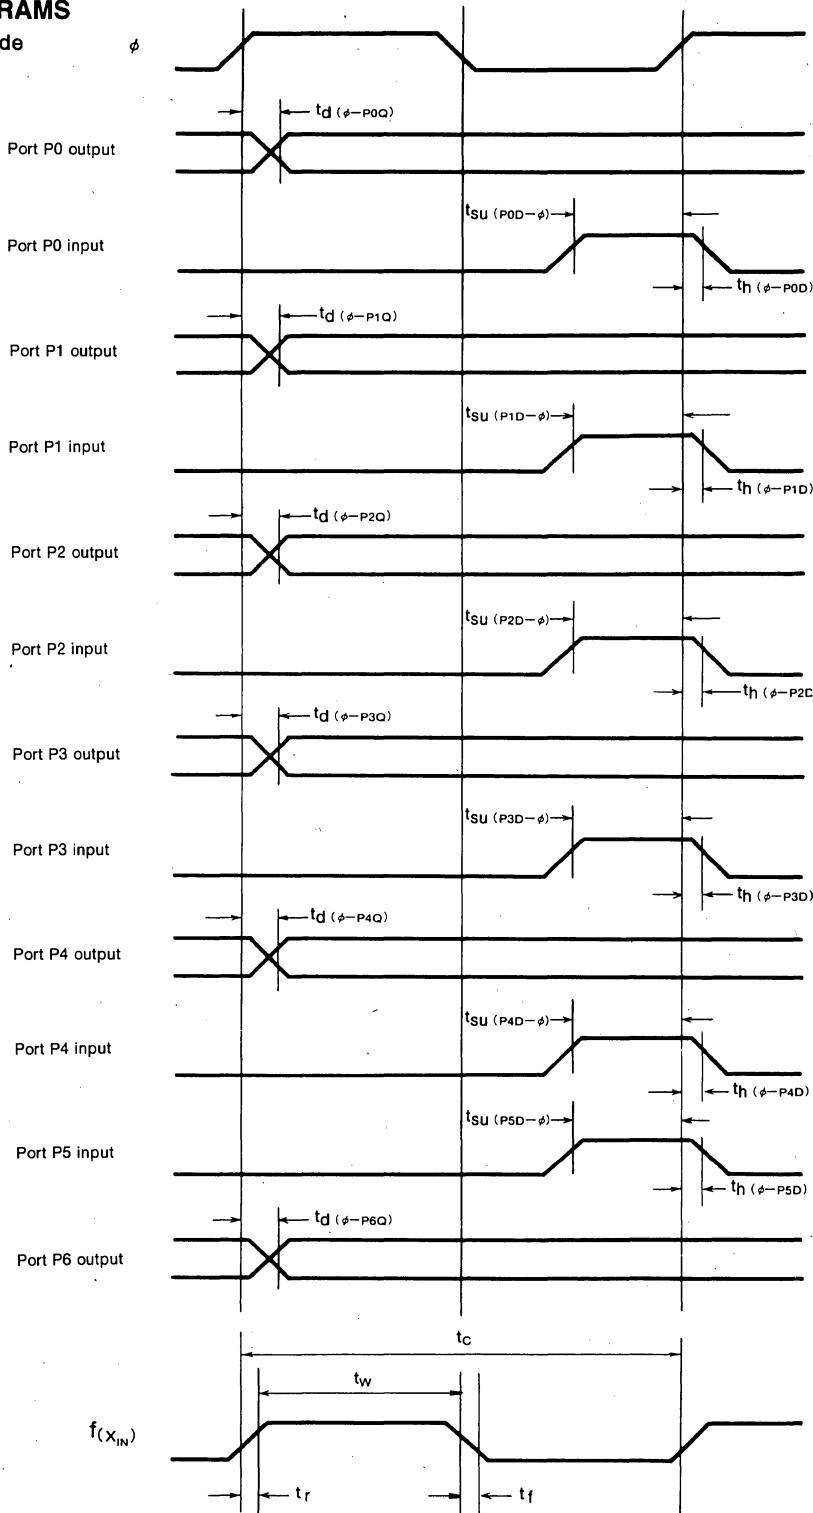 RAMS
de φ
td (φ−P0Q)
Port P0 output
tsu (P0D−φ)
Port P0 input
th (φ−P0D)
td (φ−P1Q)
Port P1 output
tsu (P1D−φ)
Port P1 input
th (φ−P1D)
td (φ−P2Q)
Port P2 output
tsu (P2D−φ)
Port P2 input
th (φ−P2D
td (φ−P3Q)
Port P3 output
tsu (P3D−φ)
Port P3 input
th (φ−P3D)
td (φ−P4Q)
Port P4 output
tsu (P4D−φ)
Port P4 input
th (φ−P4D)
tsu (P5D−φ)
Port P5 input
th (φ−P5D)
td (φ−P6Q)
Port P6 output
tc
tw
f(XIN)
tr tf